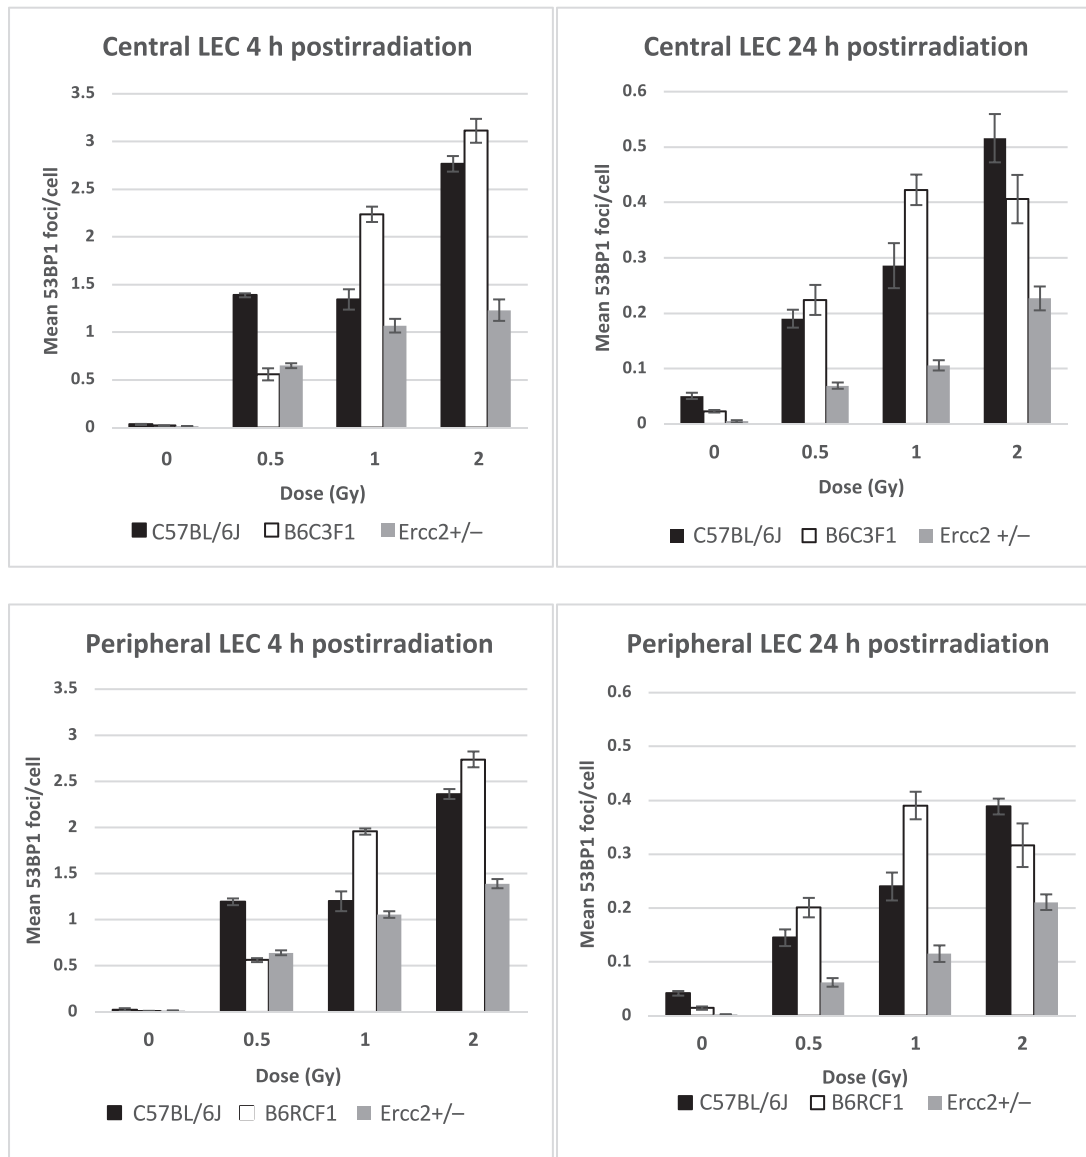 Central LEC 4 h postirradiation
Mean 53BP1 foci/cell
3.5
3
2.5
2
1.5
1
0.5
0
0 0.5 1 2
Dose (Gy)
C57BL/6J B6C3F1 Ercc2+/−
Central LEC 24 h postirradiation
Mean 53BP1 foci/cell
0.6
0.5
0.4
0.3
0.2
0.1
0
0 0.5 1 2
Dose (Gy)
C57BL/6J B6C3F1 Ercc2 +/−
Peripheral LEC 4 h postirradiation
Mean 53BP1 foci/cell
3.5
3
2.5
2
1.5
1
0.5
0
0 0.5 1 2
Dose (Gy)
C57BL/6J B6RCF1 Ercc2+/−
Peripheral LEC 24 h postirradiation
Mean 53BP1 foci/cell
0.6
0.5
0.4
0.3
0.2
0.1
0
0 0.5 1 2
Dose (Gy)
C57BL/6J B6RCF1 Ercc2+/−